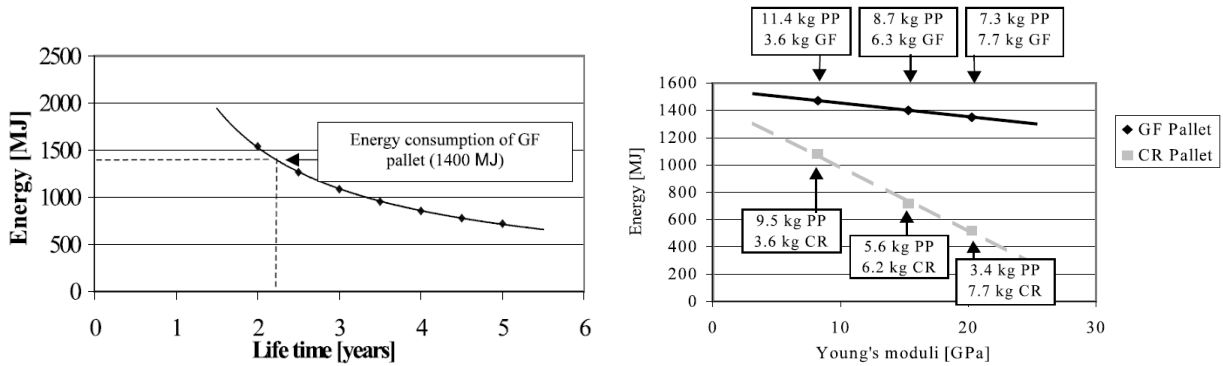 2500
2000
1500
1000
500
0
Energy [MJ]
Energy consumption of GF
pallet (1400 MJ)
0 1 2 3 4 5 6
Life time [years]
11.4 kg PP
3.6 kg GF
8.7 kg PP
6.3 kg GF
7.3 kg PP
7.7 kg GF
1600
1400
1200
1000
800
600
400
200
0
Energy [MJ]
9.5 kg PP
3.6 kg CR
5.6 kg PP
6.2 kg CR
3.4 kg PP
7.7 kg CR
0 10 20 30
Young's moduli [GPa]
GF Pallet
CR Pallet